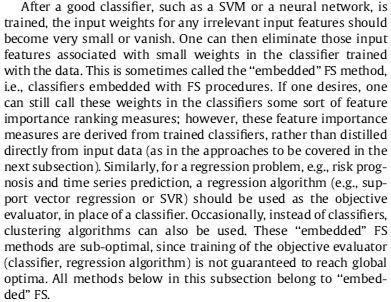 After a good classifier, such as a SVM or a neural network, is
trained, the input weights for any irrelevant input features should
become very small or vanish. One can then eliminate those input
features associated with small weights in the classifier trained
with the data. This is sometimes called the “embedded” FS method,
i.e., classifiers embedded with FS procedures. If one desires, one
can still call these weights in the classifiers some sort of feature
importance ranking measures; however, these feature importance
measures are derived from trained classifiers, rather than distilled
directly from input data (as in the approaches to be covered in the
next subsection). Similarly, for a regression problem, e.g., risk prog-
nosis and time series prediction, a regression algorithm (e.g., sup-
port vector regression or SVR) should be used as the objective
evaluator, in place of a classifier. Occasionally, instead of classifiers,
clustering algorithms can also be used. These “embedded” FS
methods are sub-optimal, since training of the objective evaluator
(classifier, regression algorithm) is not guaranteed to reach global
optima. All methods below in this subsection belong to “embed-
ded” FS.